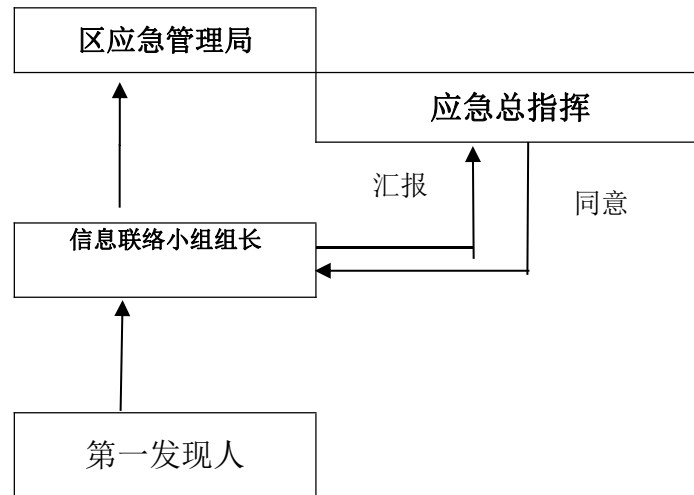 区应急管理局
应急总指挥
汇报
同意
信息联络小组组长
第一发现人